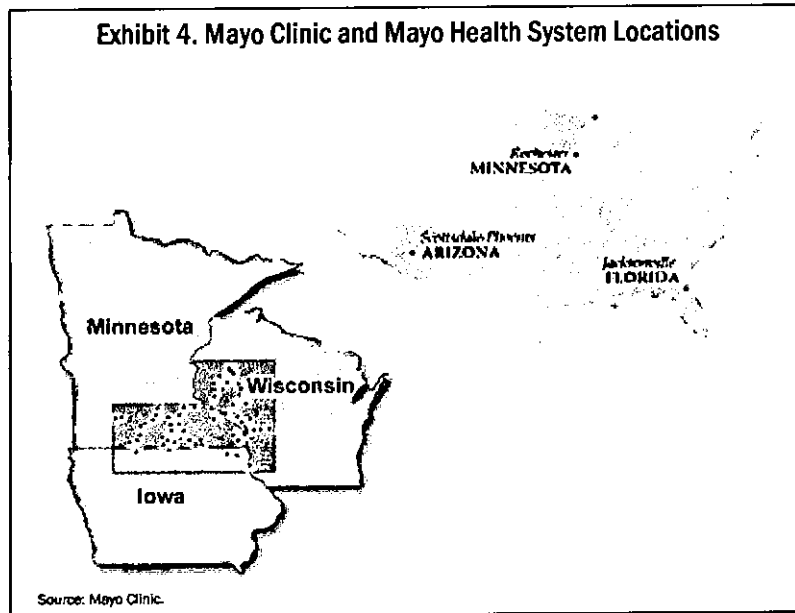 Exhibit 4. Mayo Clinic and Mayo Health System Locations
Rochester
MINNESOTA
Scottsdale/Phoenix
ARIZONA
Jacksonville
FLORIDA
Minnesota
Wisconsin
Iowa
Source: Mayo Clinic.